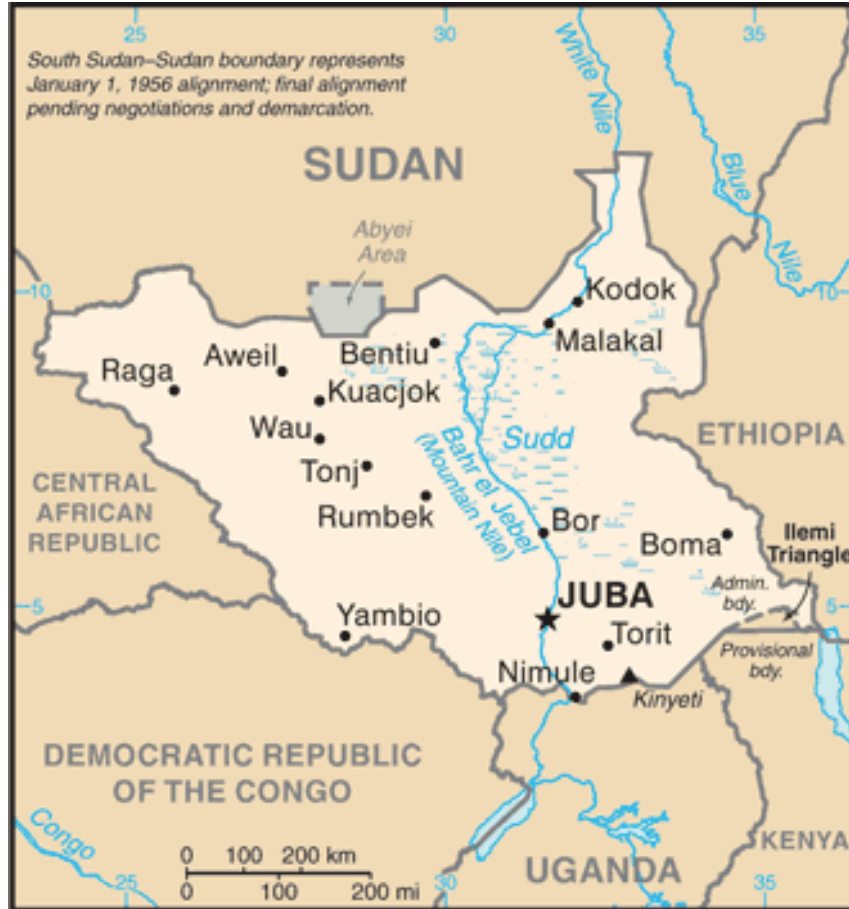 25
30
35
South Sudan–Sudan boundary represents
January 1, 1956 alignment; final alignment
pending negotiations and demarcation.
White Nile
SUDAN
Blue
Nile
Abyei
Area
10
10
Kodok
Malakal
Bentiu
Aweil
Raga
Kuacjok
Wau
Sudd
ETHIOPIA
Tonj
Bahr el Jebel
(Mountain Nile)
CENTRAL
AFRICAN
REPUBLIC
Rumbek
Bor
Boma
Ilemi
Triangle
Admin.
bdy.
5
5
JUBA
Yambio
Torit
Provisional
bdy.
Nimule
Kinyeti
DEMOCRATIC REPUBLIC
OF THE CONGO
Congo
0 100 200 km
0 100 200 mi
UGANDA
KENYA
25
30
35